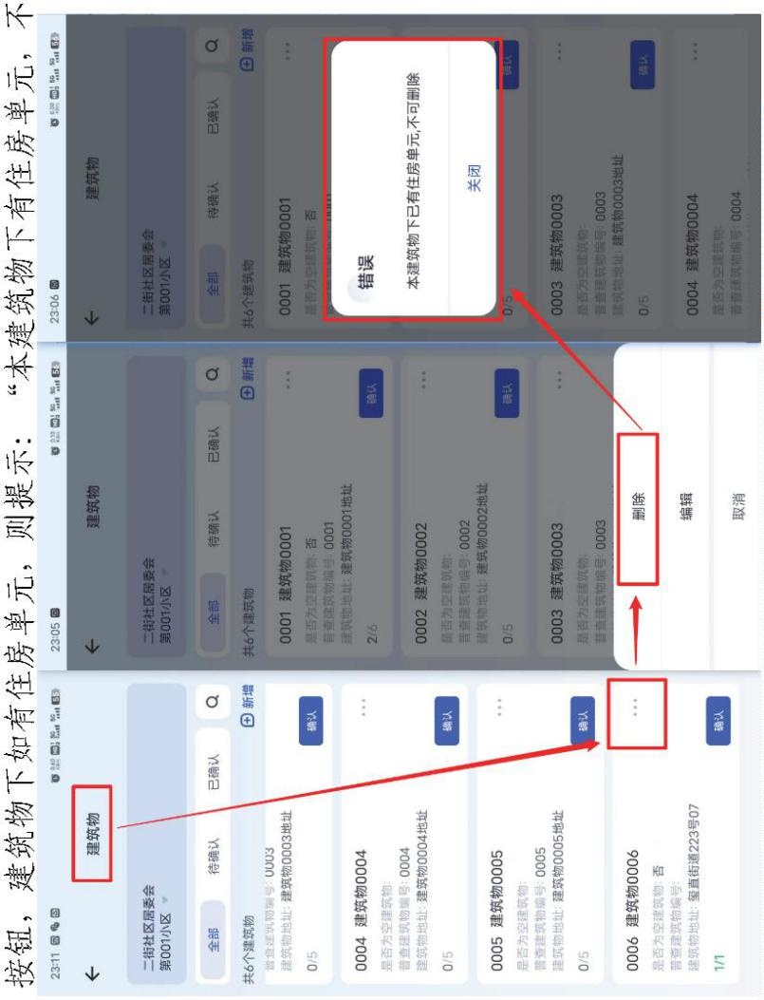 按钮，建筑物下如有住房单元，则提示：“本建筑物下有住房单元，不
23:11
建筑物
二街社区居委会
第001小区
全部
待确认
已确认
共6个建筑物
新增
普查建筑物编号: 0003
建筑物地址: 建筑物0003地址
0/5
确认
0004 建筑物0004
是否为空建筑物:
普查建筑物编号: 0004
建筑物地址: 建筑物0004地址
0/5
确认
0005 建筑物0005
是否为空建筑物:
普查建筑物编号: 0005
建筑物地址: 建筑物0005地址
0/5
确认
0006 建筑物0006
是否为空建筑物: 否
普查建筑物编号:
建筑物地址: 玺直街道223号07
1/1
确认
23:05
建筑物
二街社区居委会
第001小区
全部
待确认
已确认
共6个建筑物
新增
0001 建筑物0001
是否为空建筑物: 否
普查建筑物编号: 0001
建筑物地址: 建筑物0001地址
2/6
确认
0002 建筑物0002
是否为空建筑物:
普查建筑物编号: 0002
建筑物地址: 建筑物0002地址
0/5
确认
0003 建筑物0003
是否为空建筑物:
普查建筑物编号: 0003
删除
编辑
取消
23:06
建筑物
二街社区居委会
第001小区
全部
待确认
已确认
共6个建筑物
新增
0001 建筑物0001
是否为空建筑物: 否
错误
本建筑物下已有住房单元,不可删除
关闭
0/5
确认
0003 建筑物0003
是否为空建筑物:
普查建筑物编号: 0003
建筑物地址: 建筑物0003地址
0/5
确认
0004 建筑物0004
是否为空建筑物:
普查建筑物编号: 0004